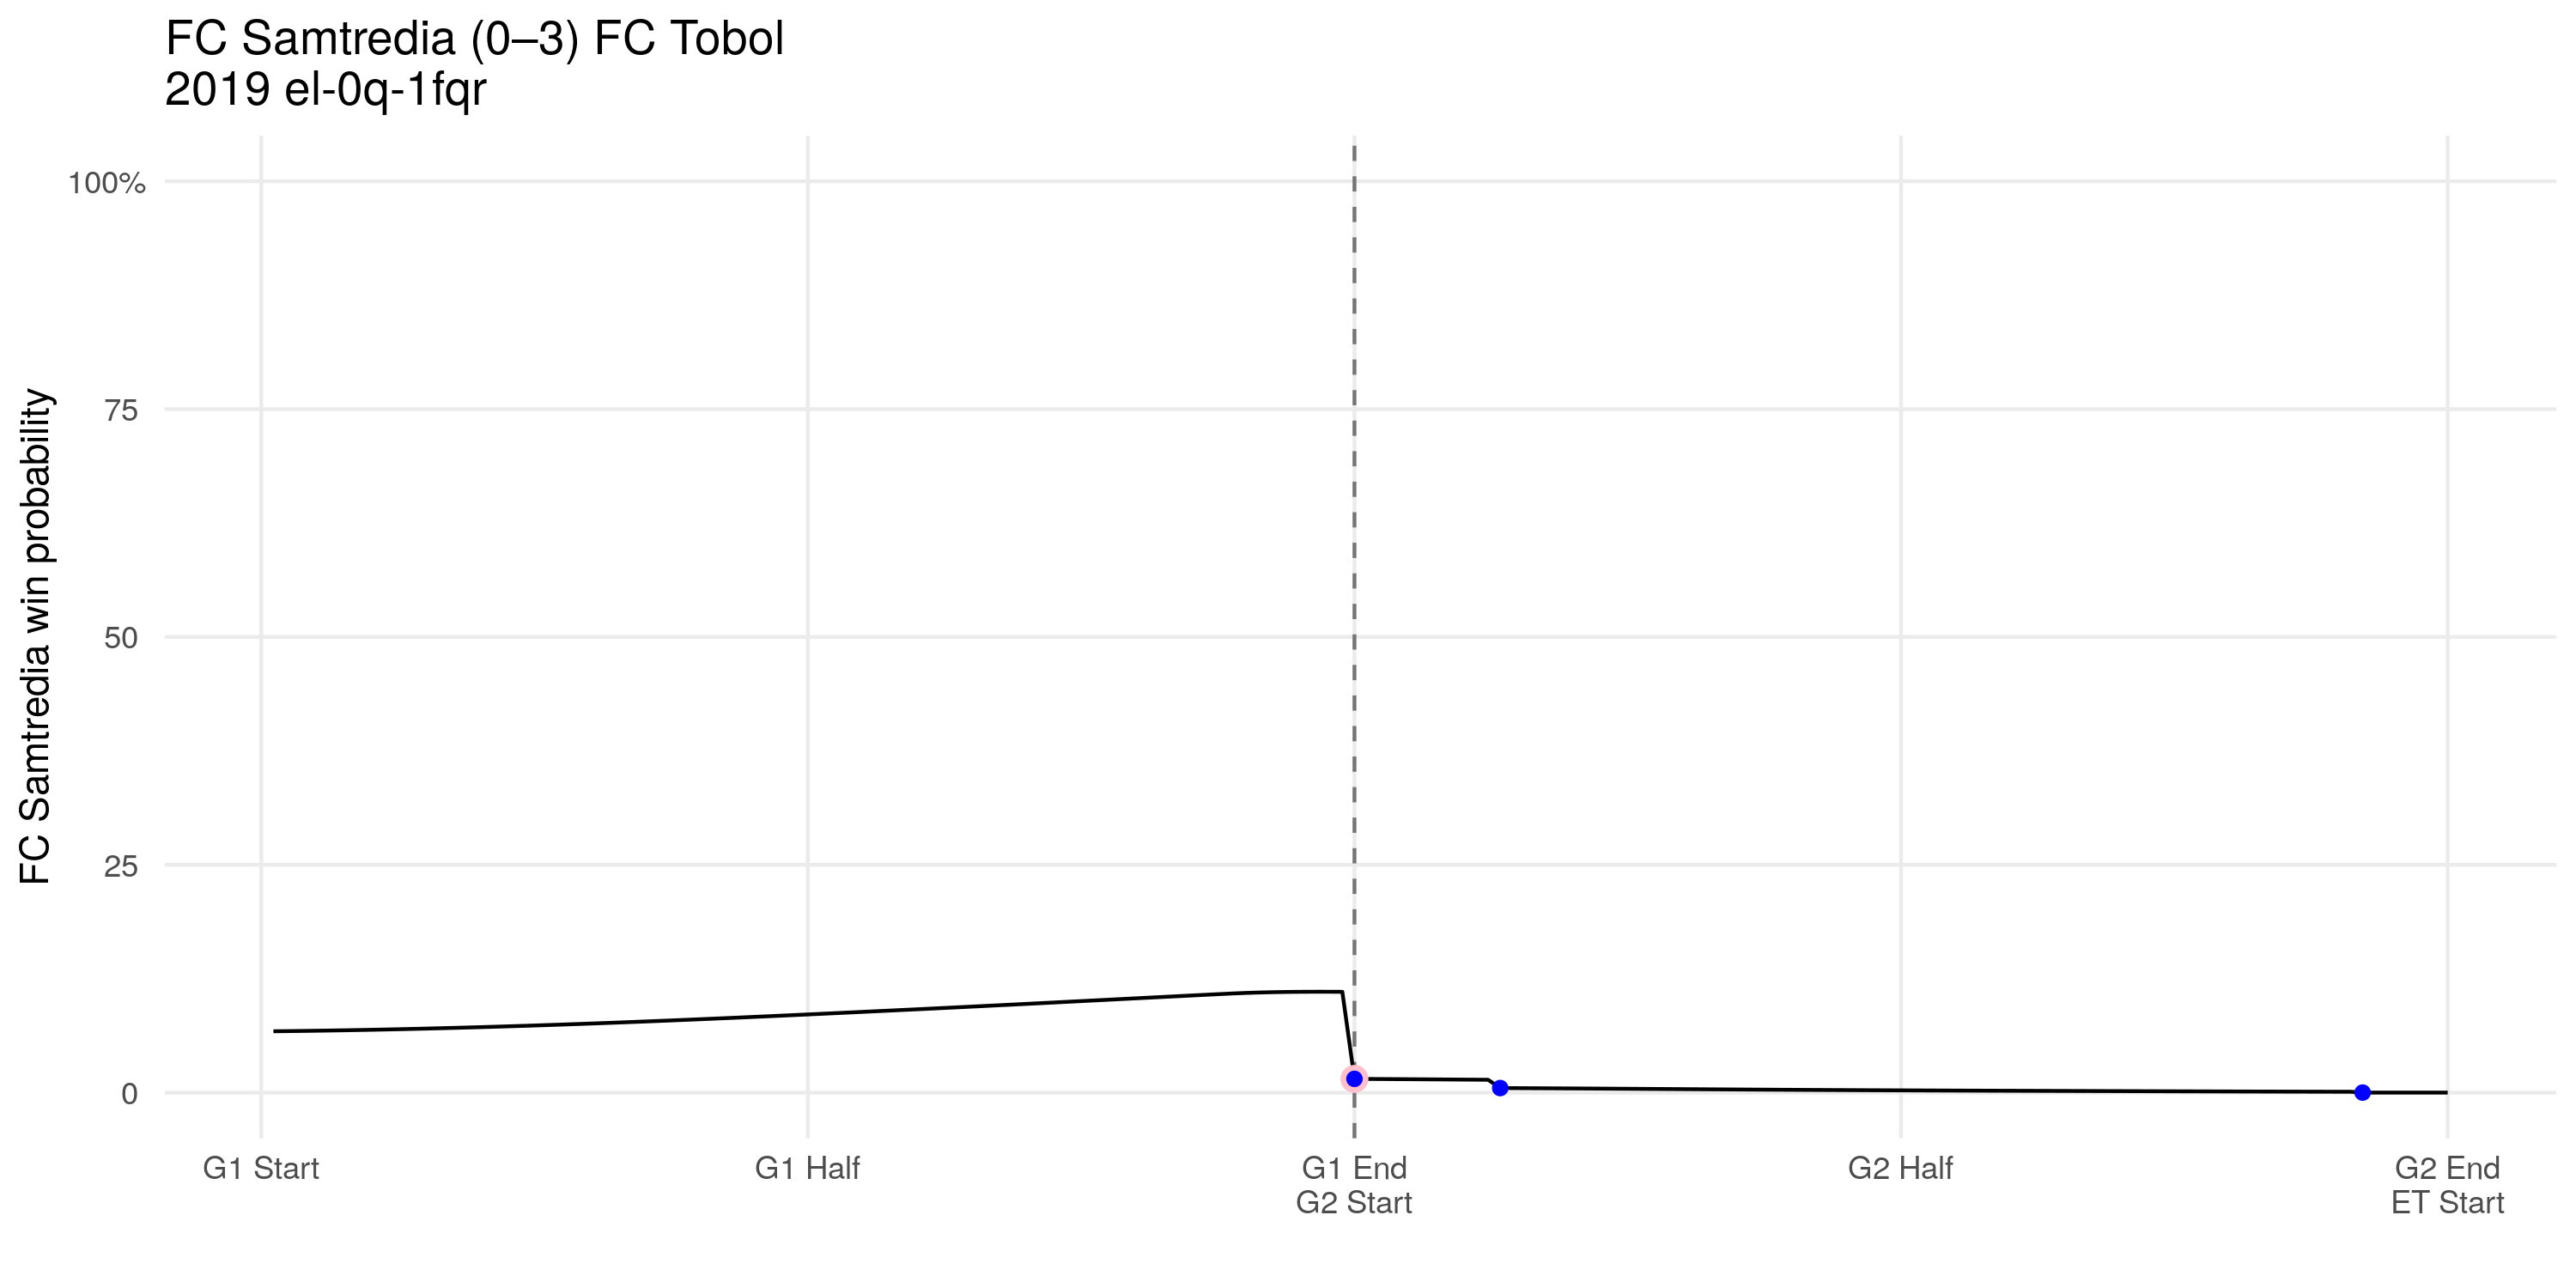 FC Samtredia (0–3) FC Tobol
2019 el-0q-1fqr
FC Samtredia win probability
100%
75
50
25
0
G1 Start
G1 Half
G1 End
G2 Start
G2 Half
G2 End
ET Start